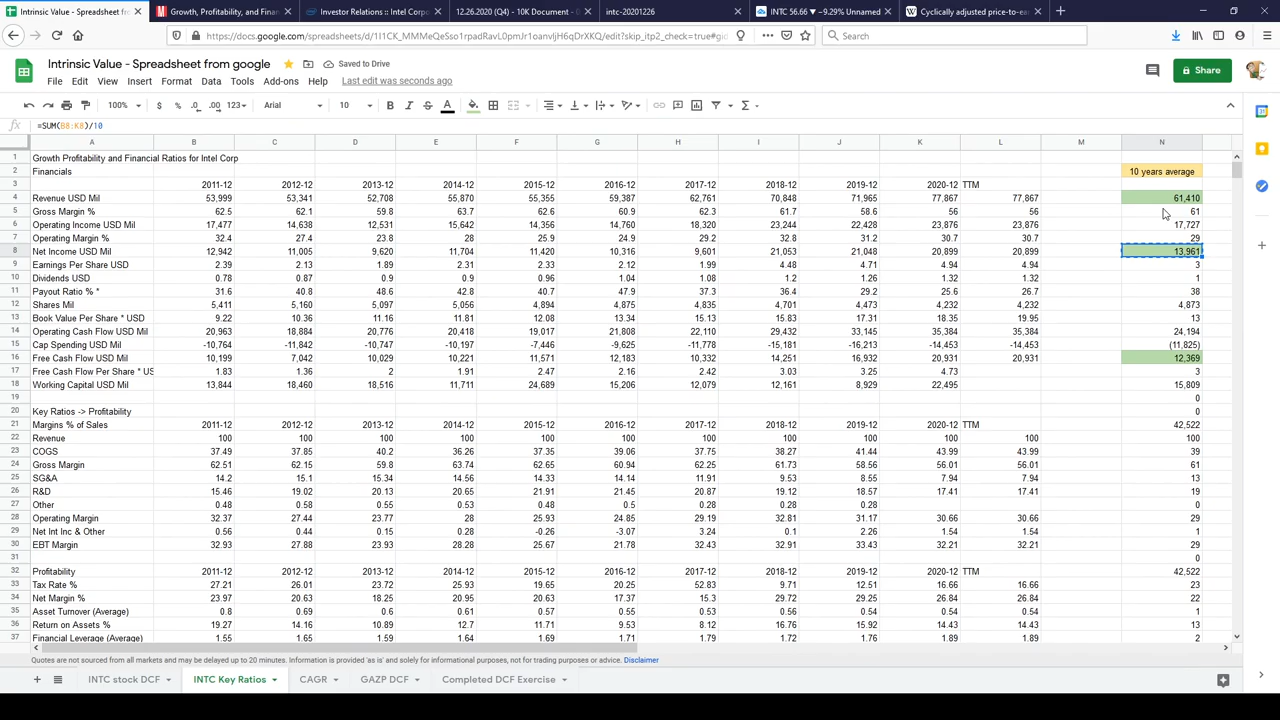 Intrinsic Value - Spreadsheet fro
Growth, Profitability, and Finan
Investor Relations :: Intel Corpo
12.26.2020 (Q4) - 10K Document - 0
intc-20201226
INTC 56.66 ▼ −9.29% Unnamed
Cyclically adjusted price-to-ea
https://docs.google.com/spreadsheets/d/1I1CK_MMMeQeSso1rpadRavL0pmJr1oanvljH6qDrXKQ/edit?skip_itp2_check=true#gid
Search
Intrinsic Value - Spreadsheet from google
Saved to Drive
File Edit View Insert Format Data Tools Add-ons Help Last edit was seconds ago
Share
100% $ % .0 .00 123 Arial 10
=SUM(B8:K8)/10
A B C D E F G H I J K L M N
1 Growth Profitability and Financial Ratios for Intel Corp
2 Financials 10 years average
3 2011-12 2012-12 2013-12 2014-12 2015-12 2016-12 2017-12 2018-12 2019-12 2020-12 TTM
4 Revenue USD Mil 53,999 53,341 52,708 55,870 55,355 59,387 62,761 70,848 71,965 77,867 77,867 61,410
5 Gross Margin % 62.5 62.1 59.8 63.7 62.6 60.9 62.3 61.7 58.6 56 56 61
6 Operating Income USD Mil 17,477 14,638 12,531 15,642 14,356 14,760 18,320 23,244 22,428 23,876 23,876 17,727
7 Operating Margin % 32.4 27.4 23.8 28 25.9 24.9 29.2 32.8 31.2 30.7 30.7 29
8 Net Income USD Mil 12,942 11,005 9,620 11,704 11,420 10,316 9,601 21,053 21,048 20,899 20,899 13,961
9 Earnings Per Share USD 2.39 2.13 1.89 2.31 2.33 2.12 1.99 4.48 4.71 4.94 4.94 3
10 Dividends USD 0.78 0.87 0.9 0.9 0.96 1.04 1.08 1.2 1.26 1.32 1.32 1
11 Payout Ratio % * 31.6 40.8 48.6 42.8 40.7 47.9 37.3 36.4 29.2 25.6 26.7 38
12 Shares Mil 5,411 5,160 5,097 5,056 4,894 4,875 4,835 4,701 4,473 4,232 4,232 4,873
13 Book Value Per Share * USD 9.22 10.36 11.16 11.81 12.08 13.34 15.13 15.83 17.31 18.35 19.95 13
14 Operating Cash Flow USD Mil 20,963 18,884 20,776 20,418 19,017 21,808 22,110 29,432 33,145 35,384 35,384 24,194
15 Cap Spending USD Mil -10,764 -11,842 -10,747 -10,197 -7,446 -9,625 -11,778 -15,181 -16,213 -14,453 -14,453 (11,825)
16 Free Cash Flow USD Mil 10,199 7,042 10,029 10,221 11,571 12,183 10,332 14,251 16,932 20,931 20,931 12,369
17 Free Cash Flow Per Share * US 1.83 1.36 2 1.91 2.47 2.16 2.42 3.03 3.25 4.73 3
18 Working Capital USD Mil 13,844 18,460 18,516 11,711 24,689 15,206 12,079 12,161 8,929 22,495 15,809
19 0
20 Key Ratios -> Profitability 0
21 Margins % of Sales 2011-12 2012-12 2013-12 2014-12 2015-12 2016-12 2017-12 2018-12 2019-12 2020-12 TTM 42,522
22 Revenue 100 100 100 100 100 100 100 100 100 100 100 100
23 COGS 37.49 37.85 40.2 36.26 37.35 39.06 37.75 38.27 41.44 43.99 43.99 39
24 Gross Margin 62.51 62.15 59.8 63.74 62.65 60.94 62.25 61.73 58.56 56.01 56.01 61
25 SG&A 14.2 15.1 15.34 14.56 14.33 14.14 11.91 9.53 8.55 7.94 7.94 13
26 R&D 15.46 19.02 20.13 20.65 21.91 21.45 20.87 19.12 18.57 17.41 17.41 19
27 Other 0.48 0.58 0.55 0.52 0.48 0.5 0.28 0.28 0.28 0
28 Operating Margin 32.37 27.44 23.77 28 25.93 24.85 29.19 32.81 31.17 30.66 30.66 29
29 Net Int Inc & Other 0.56 0.44 0.15 0.28 -0.26 -3.07 3.24 0.1 2.26 1.54 1.54 1
30 EBT Margin 32.93 27.88 23.93 28.28 25.67 21.78 32.43 32.91 33.43 32.21 32.21 29
31 0
32 Profitability 2011-12 2012-12 2013-12 2014-12 2015-12 2016-12 2017-12 2018-12 2019-12 2020-12 TTM 42,522
33 Tax Rate % 27.21 26.01 23.72 25.93 19.65 20.25 52.83 9.71 12.51 16.66 16.66 23
34 Net Margin % 23.97 20.63 18.25 20.95 20.63 17.37 15.3 29.72 29.25 26.84 26.84 22
35 Asset Turnover (Average) 0.8 0.69 0.6 0.61 0.57 0.55 0.53 0.56 0.54 0.54 0.54 1
36 Return on Assets % 19.27 14.16 10.89 12.7 11.71 9.53 8.12 16.76 15.92 14.43 14.43 13
37 Financial Leverage (Average) 1.55 1.65 1.59 1.64 1.69 1.71 1.79 1.72 1.76 1.89 1.89 2
Quotes are not sourced from all markets and may be delayed up to 20 minutes. Information is provided 'as is' and solely for informational purposes, not for trading purposes or advice. Disclaimer
INTC stock DCF INTC Key Ratios CAGR GAZP DCF Completed DCF Exercise